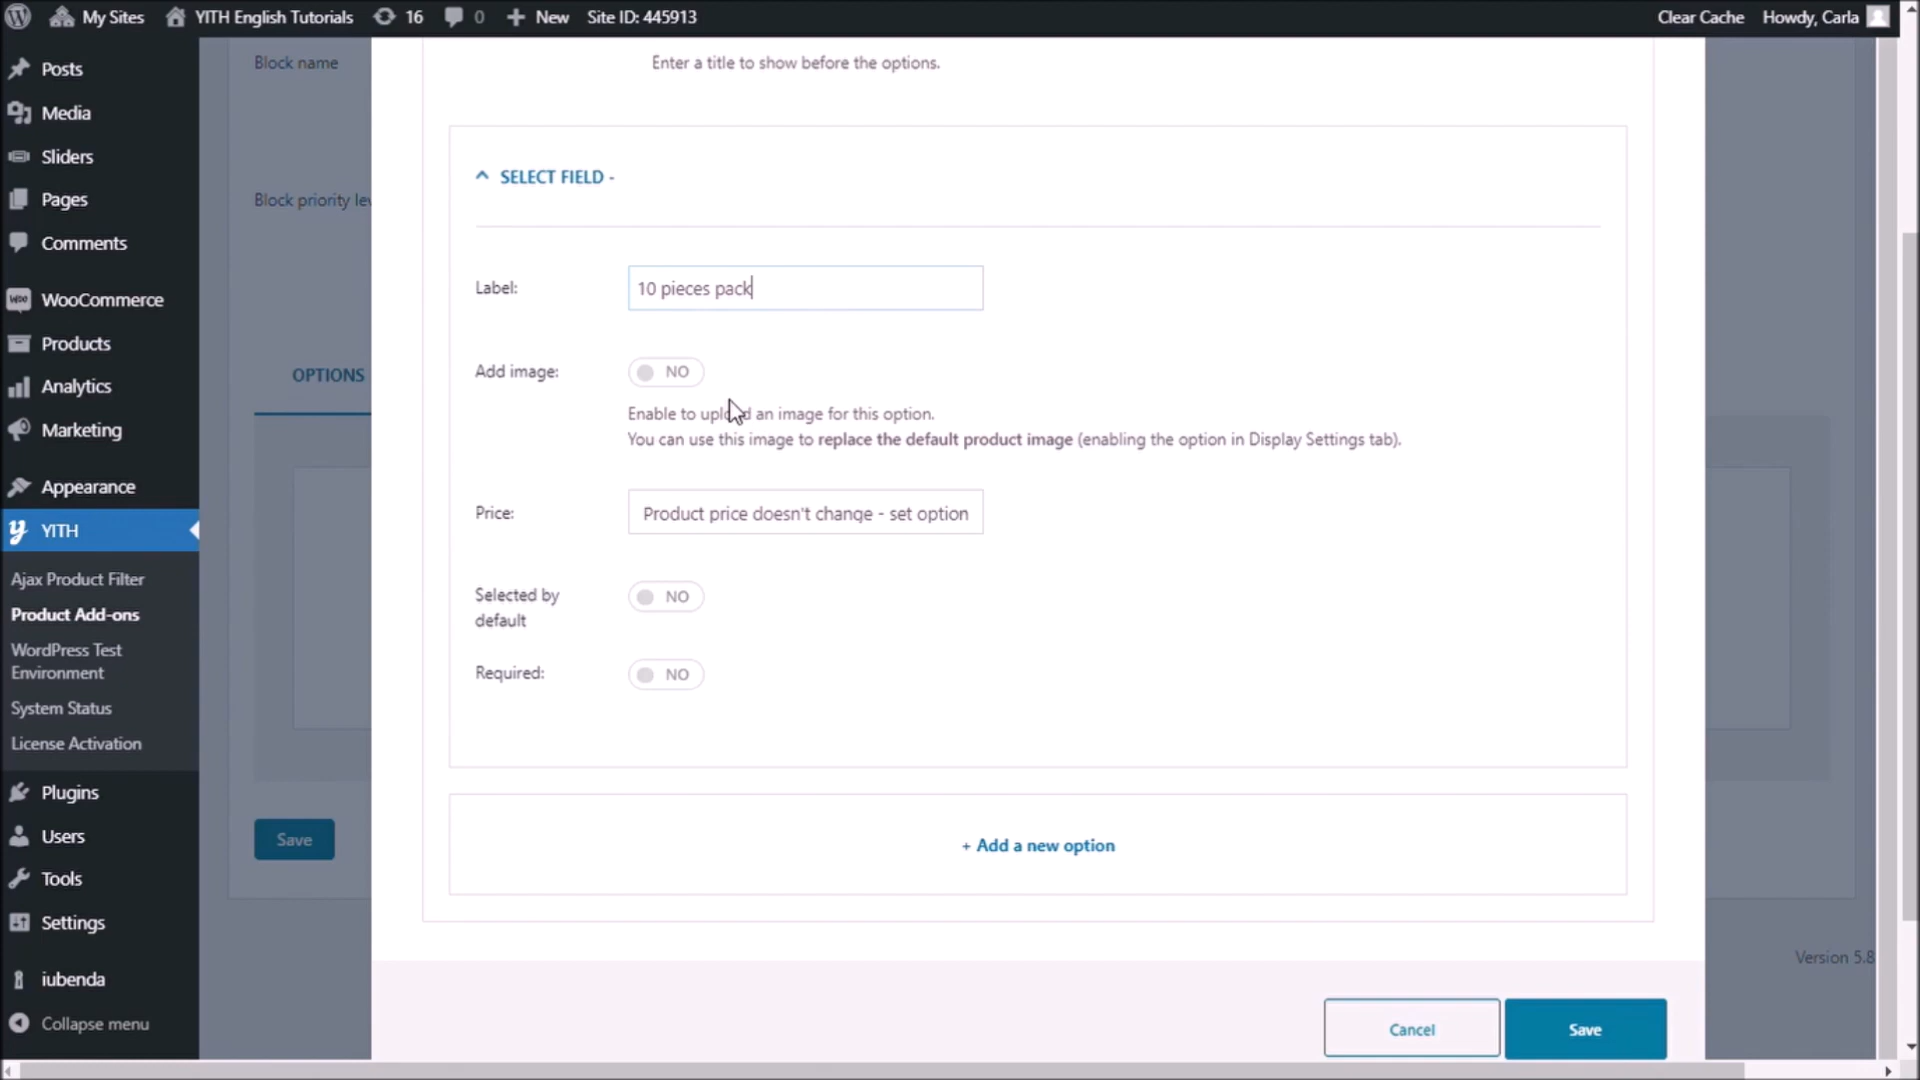 My Sites
YITH English Tutorials
16
0
New
Site ID: 445913
Clear Cache
Howdy, Carla
Posts
Media
Sliders
Pages
Comments
WooCommerce
Products
Analytics
Marketing
Appearance
YITH
Ajax Product Filter
Product Add-ons
WordPress Test
Environment
System Status
License Activation
Plugins
Users
Tools
Settings
iubenda
Collapse menu
Block name
Block priority lev
OPTIONS
Save
Enter a title to show before the options.
SELECT FIELD -
Label:
10 pieces pack
Add image:
NO
Enable to upload an image for this option.
You can use this image to replace the default product image (enabling the option in Display Settings tab).
Price:
Product price doesn't change - set option
Selected by
default
NO
Required:
NO
+ Add a new option
Version 5.8
Cancel
Save